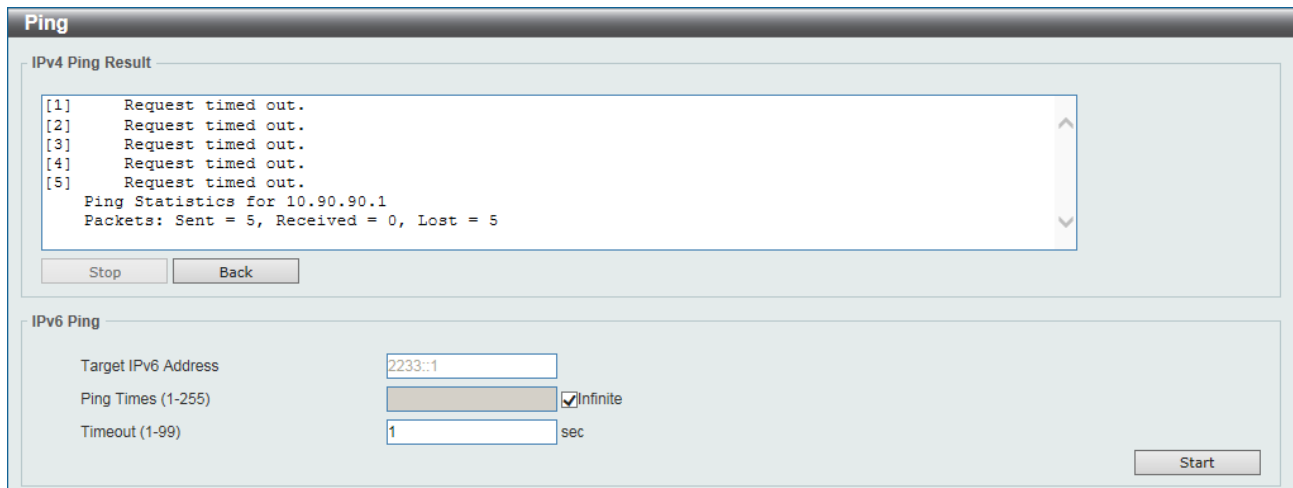 Ping
IPv4 Ping Result
[1] Request timed out.
[2] Request timed out.
[3] Request timed out.
[4] Request timed out.
[5] Request timed out.
Ping Statistics for 10.90.90.1
Packets: Sent = 5, Received = 0, Lost = 5
Stop Back
IPv6 Ping
Target IPv6 Address 2233::1
Ping Times (1-255) Infinite
Timeout (1-99) 1 sec
Start